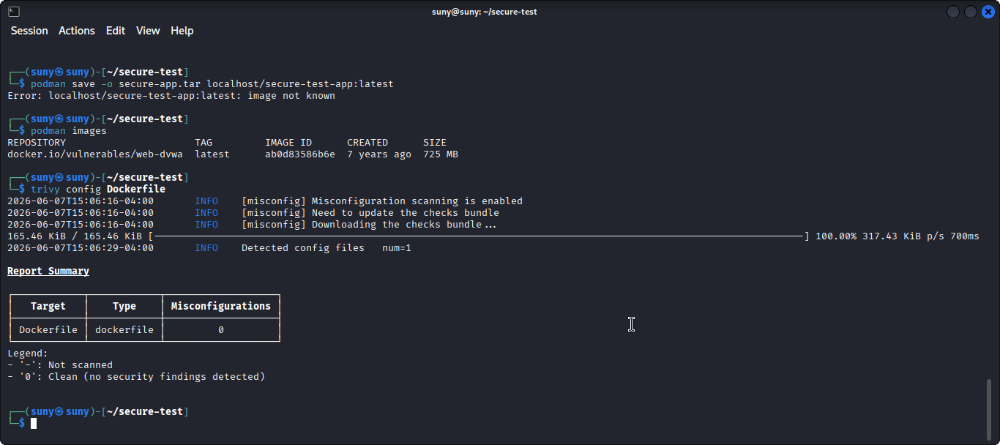 suny@suny: ~/secure-test
Session Actions Edit View Help
┌──(suny㉿suny)-[~/secure-test]
└─$ podman save -o secure-app.tar localhost/secure-test-app:latest
Error: localhost/secure-test-app:latest: image not known
┌──(suny㉿suny)-[~/secure-test]
└─$ podman images
REPOSITORY TAG IMAGE ID CREATED SIZE
docker.io/vulnerables/web-dvwa latest ab0d83586b6e 7 years ago 725 MB
┌──(suny㉿suny)-[~/secure-test]
└─$ trivy config Dockerfile
2026-06-07T15:06:16-04:00 INFO [misconfig] Misconfiguration scanning is enabled
2026-06-07T15:06:16-04:00 INFO [misconfig] Need to update the checks bundle
2026-06-07T15:06:16-04:00 INFO [misconfig] Downloading the checks bundle...
165.46 KiB / 165.46 KiB [──────────] 100.00% 317.43 KiB p/s 700ms
2026-06-07T15:06:29-04:00 INFO Detected config files num=1
Report Summary
Target Type Misconfigurations
Dockerfile dockerfile 0
Legend:
- '-': Not scanned
- '0': Clean (no security findings detected)
┌──(suny㉿suny)-[~/secure-test]
└─$